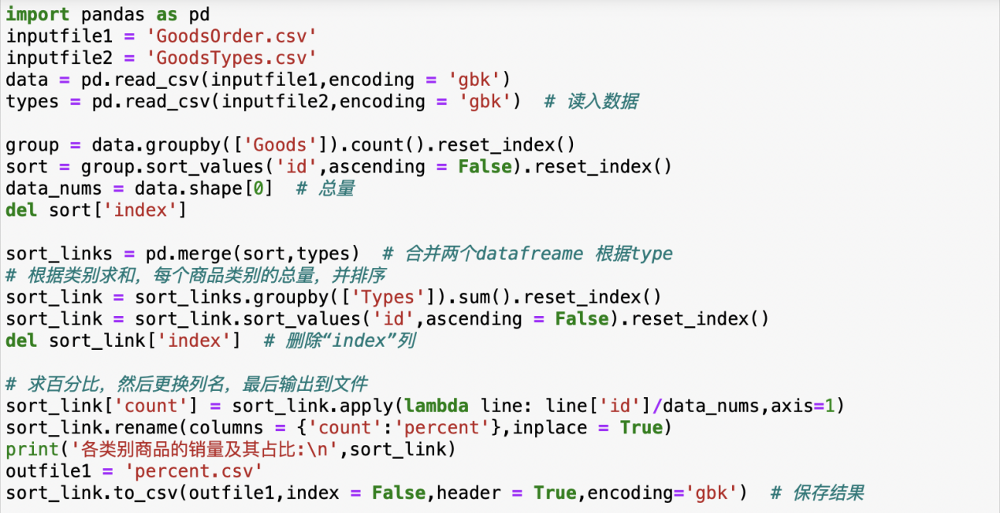 import pandas as pd
inputfile1 = 'GoodsOrder.csv'
inputfile2 = 'GoodsTypes.csv'
data = pd.read_csv(inputfile1,encoding = 'gbk')
types = pd.read_csv(inputfile2,encoding = 'gbk')  # 读入数据

group = data.groupby(['Goods']).count().reset_index()
sort = group.sort_values('id',ascending = False).reset_index()
data_nums = data.shape[0]  # 总量
del sort['index']

sort_links = pd.merge(sort,types)  # 合并两个datafreame 根据type
# 根据类别求和，每个商品类别的总量，并排序
sort_link = sort_links.groupby(['Types']).sum().reset_index()
sort_link = sort_link.sort_values('id',ascending = False).reset_index()
del sort_link['index']  # 删除“index”列

# 求百分比，然后更换列名，最后输出到文件
sort_link['count'] = sort_link.apply(lambda line: line['id']/data_nums,axis=1)
sort_link.rename(columns = {'count':'percent'},inplace = True)
print('各类别商品的销量及其占比:\n',sort_link)
outfile1 = 'percent.csv'
sort_link.to_csv(outfile1,index = False,header = True,encoding='gbk')  # 保存结果